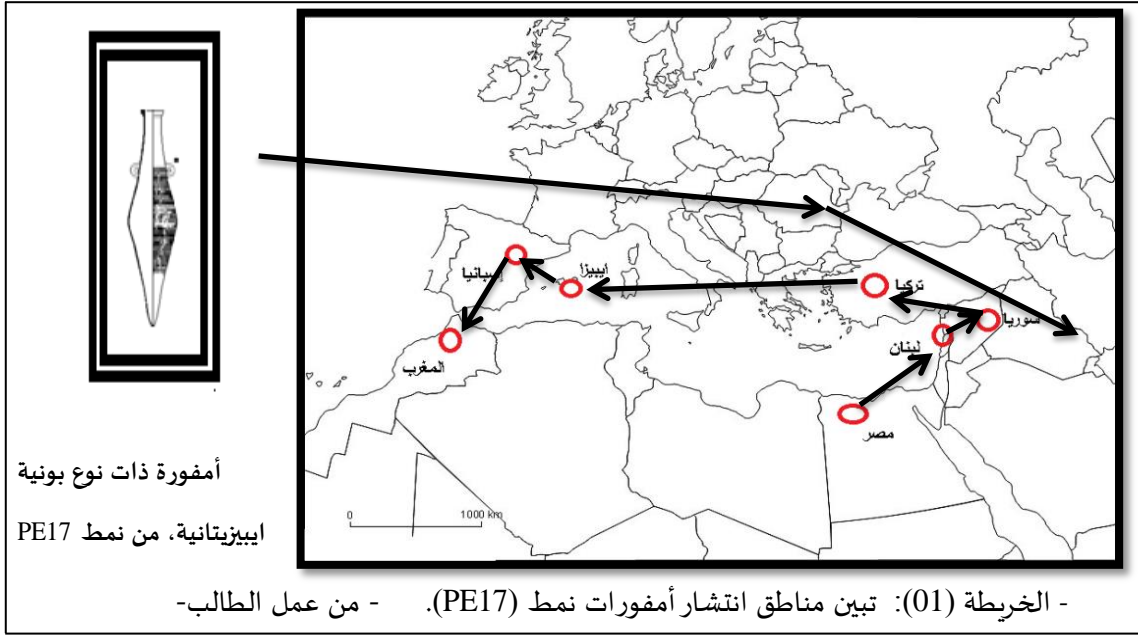 تركيا
سوريا
لبنان
مصر
ايبيزا
إسبانيا
المغرب
0
1000 km
أمفورة ذات نوع بونية
ايبيزيتانية، من نمط PE17
- الخريطة (01): تبين مناطق انتشار أمفورات نمط (PE17). - من عمل الطالب-